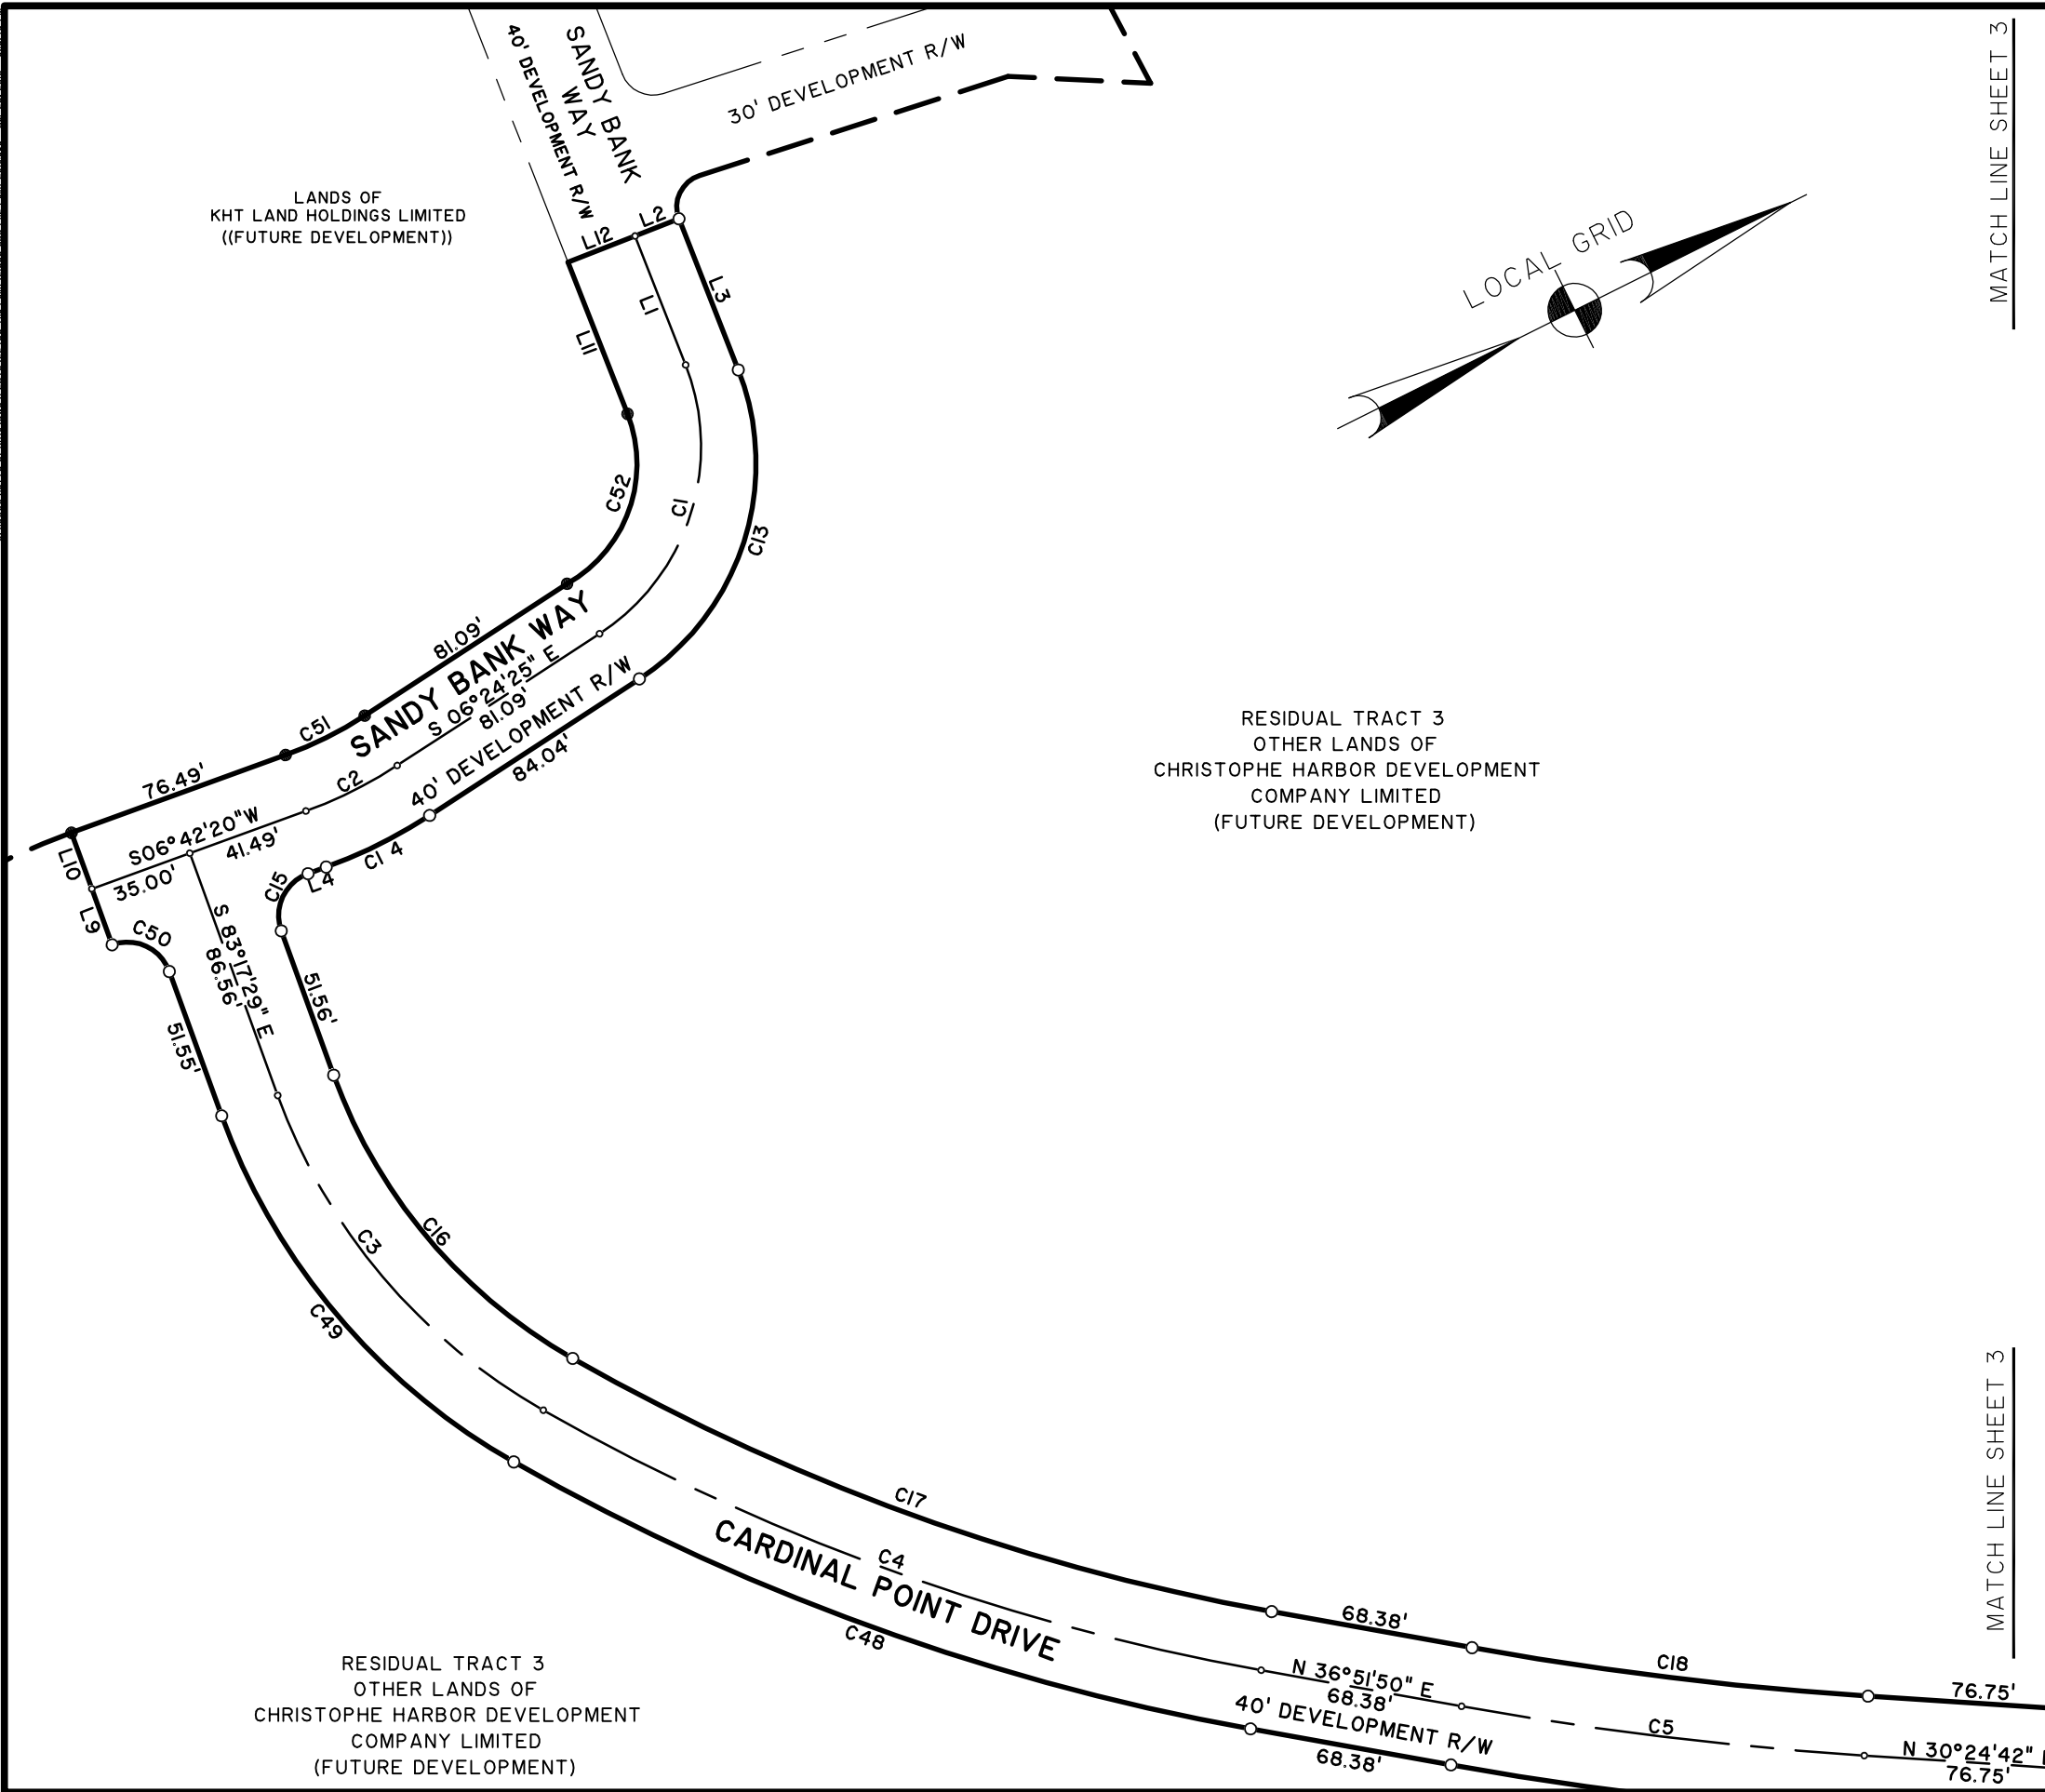 SANDY BANK
WAY
40' DEVELOPMENT R/W
30' DEVELOPMENT R/W
MATCH LINE SHEET 3
LANDS OF
KHT LAND HOLDINGS LIMITED
((FUTURE DEVELOPMENT))
L12
L2
L3
L1
L11
LOCAL GRID
C52
C1
C13
81.09'
SANDY BANK WAY
S 06°24'25" E
81.09'
40' DEVELOPMENT R/W
84.04'
C51
76.49'
C2
S06°42'20"W
41.49'
35.00'
C1 4
L4
C15
L10
L9
C50
S 83°17'29" E
86.56'
51.56'
51.55'
RESIDUAL TRACT 3
OTHER LANDS OF
CHRISTOPHE HARBOR DEVELOPMENT
COMPANY LIMITED
(FUTURE DEVELOPMENT)
C16
C3
C49
C17
C4
CARDINAL POINT DRIVE
C48
MATCH LINE SHEET 3
68.38'
N 36°51'50" E
68.38'
40' DEVELOPMENT R/W
68.38'
C18
C5
76.75'
N 30°24'42"
76.75'
RESIDUAL TRACT 3
OTHER LANDS OF
CHRISTOPHE HARBOR DEVELOPMENT
COMPANY LIMITED
(FUTURE DEVELOPMENT)